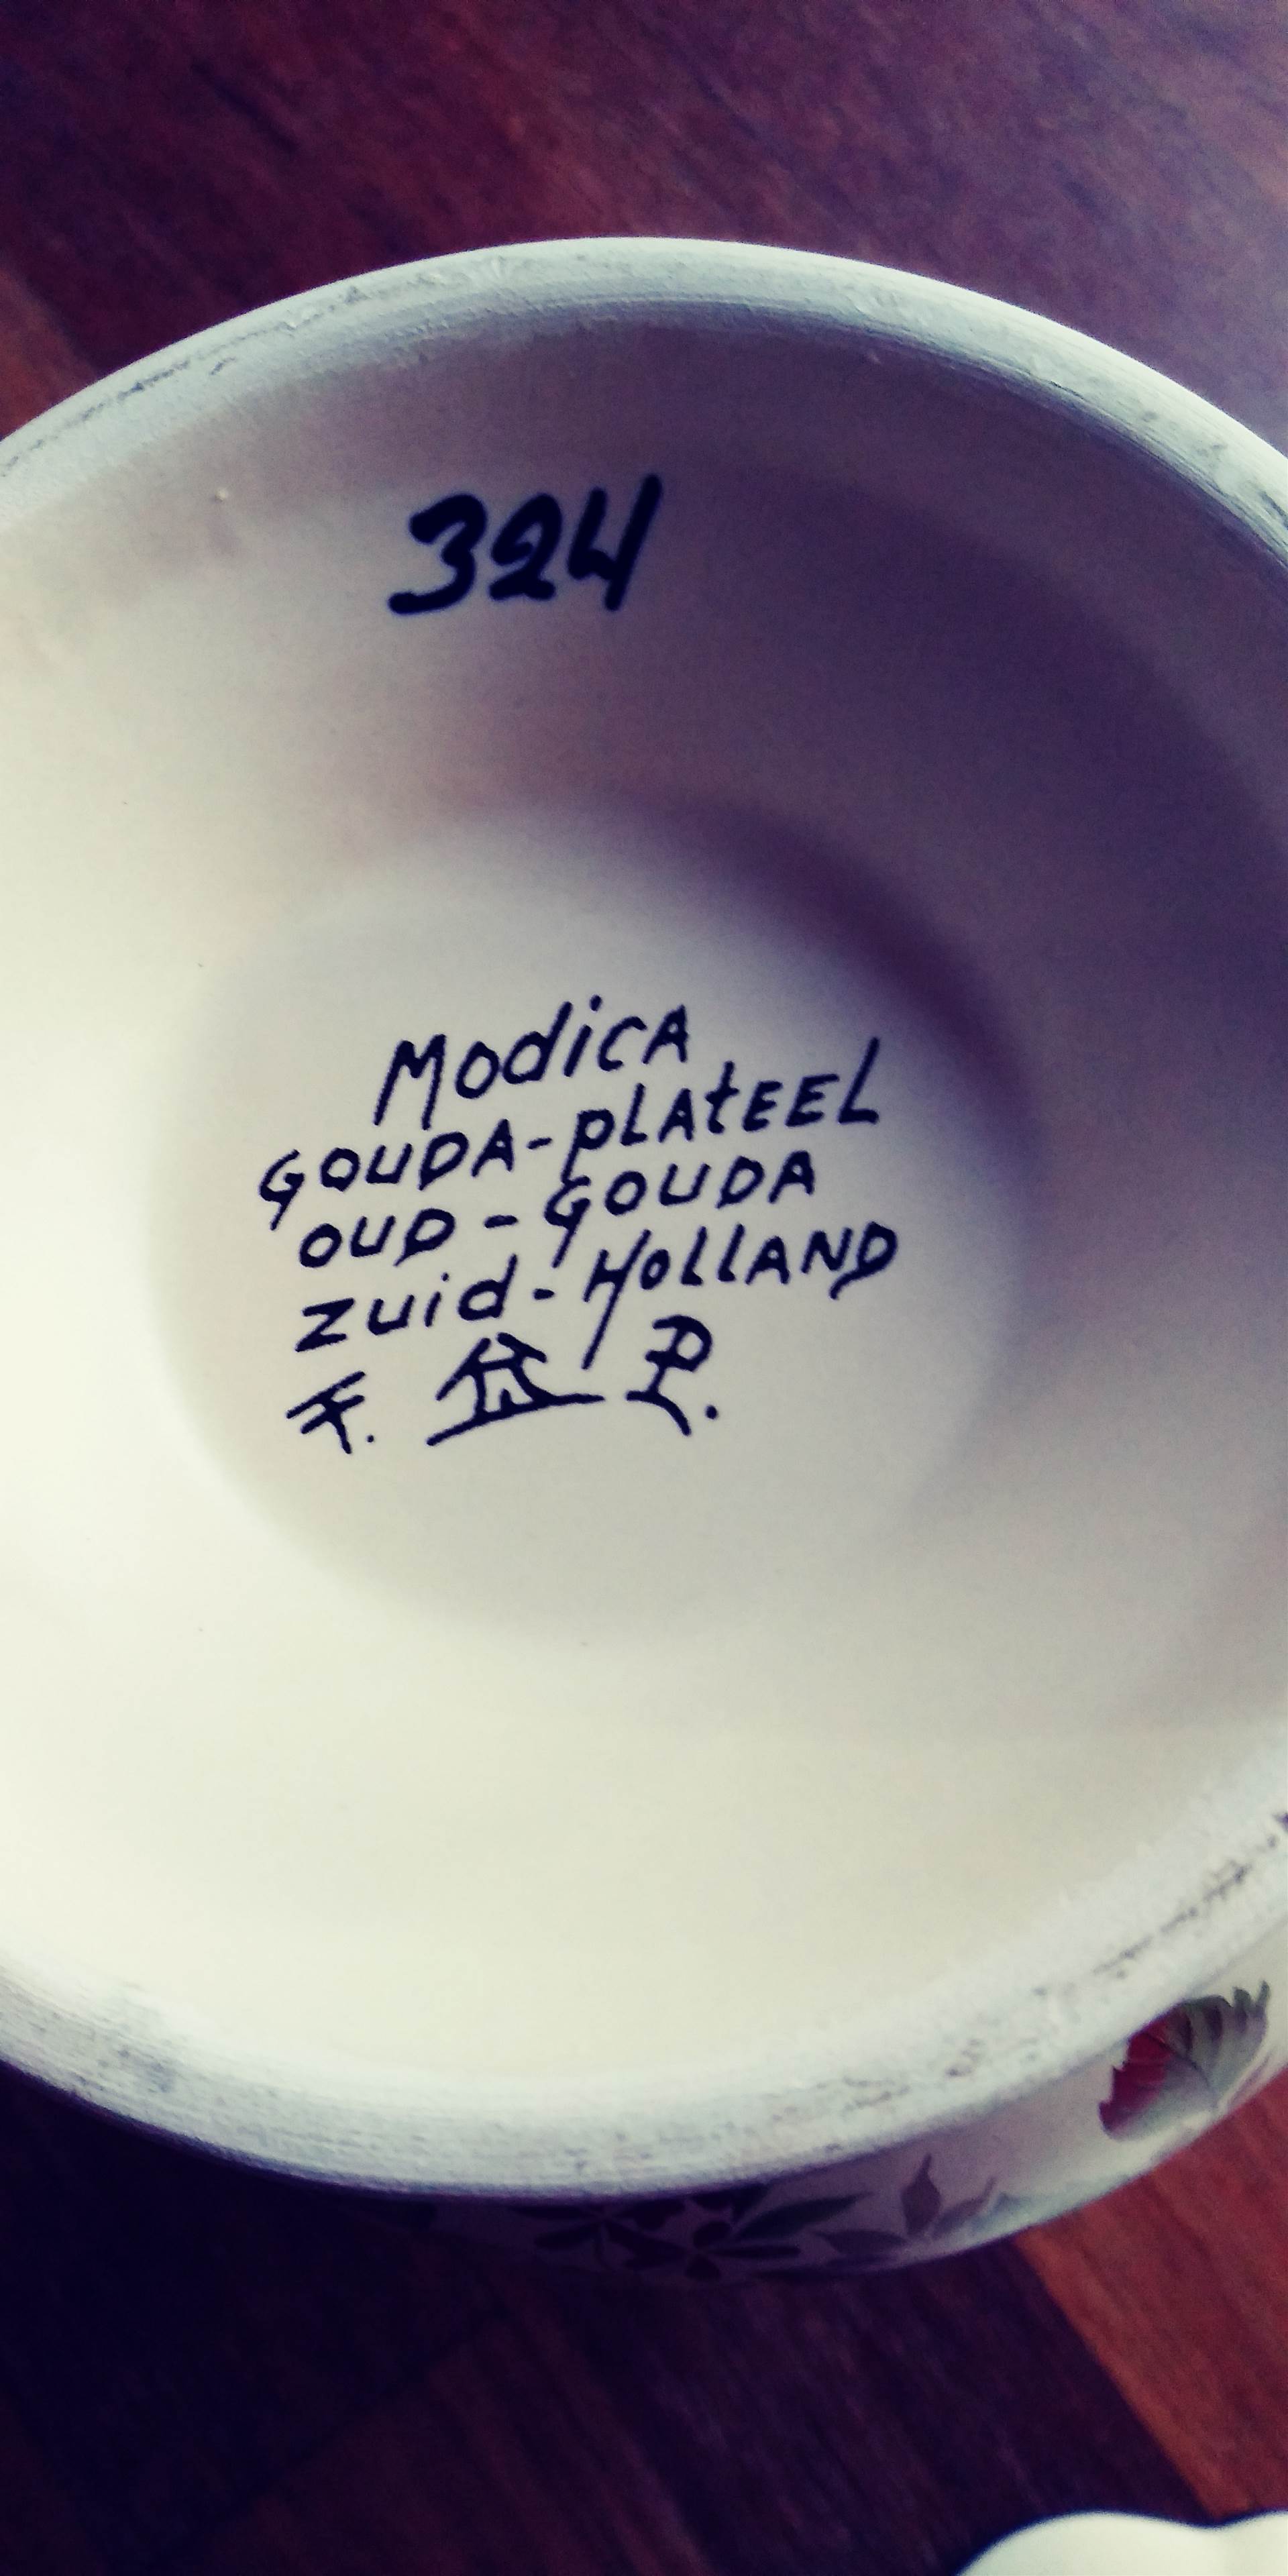 324
Modica
GOUDA-PLAtEEL
OUD-GOUDA
Zuid-HOLLAND
F. P.